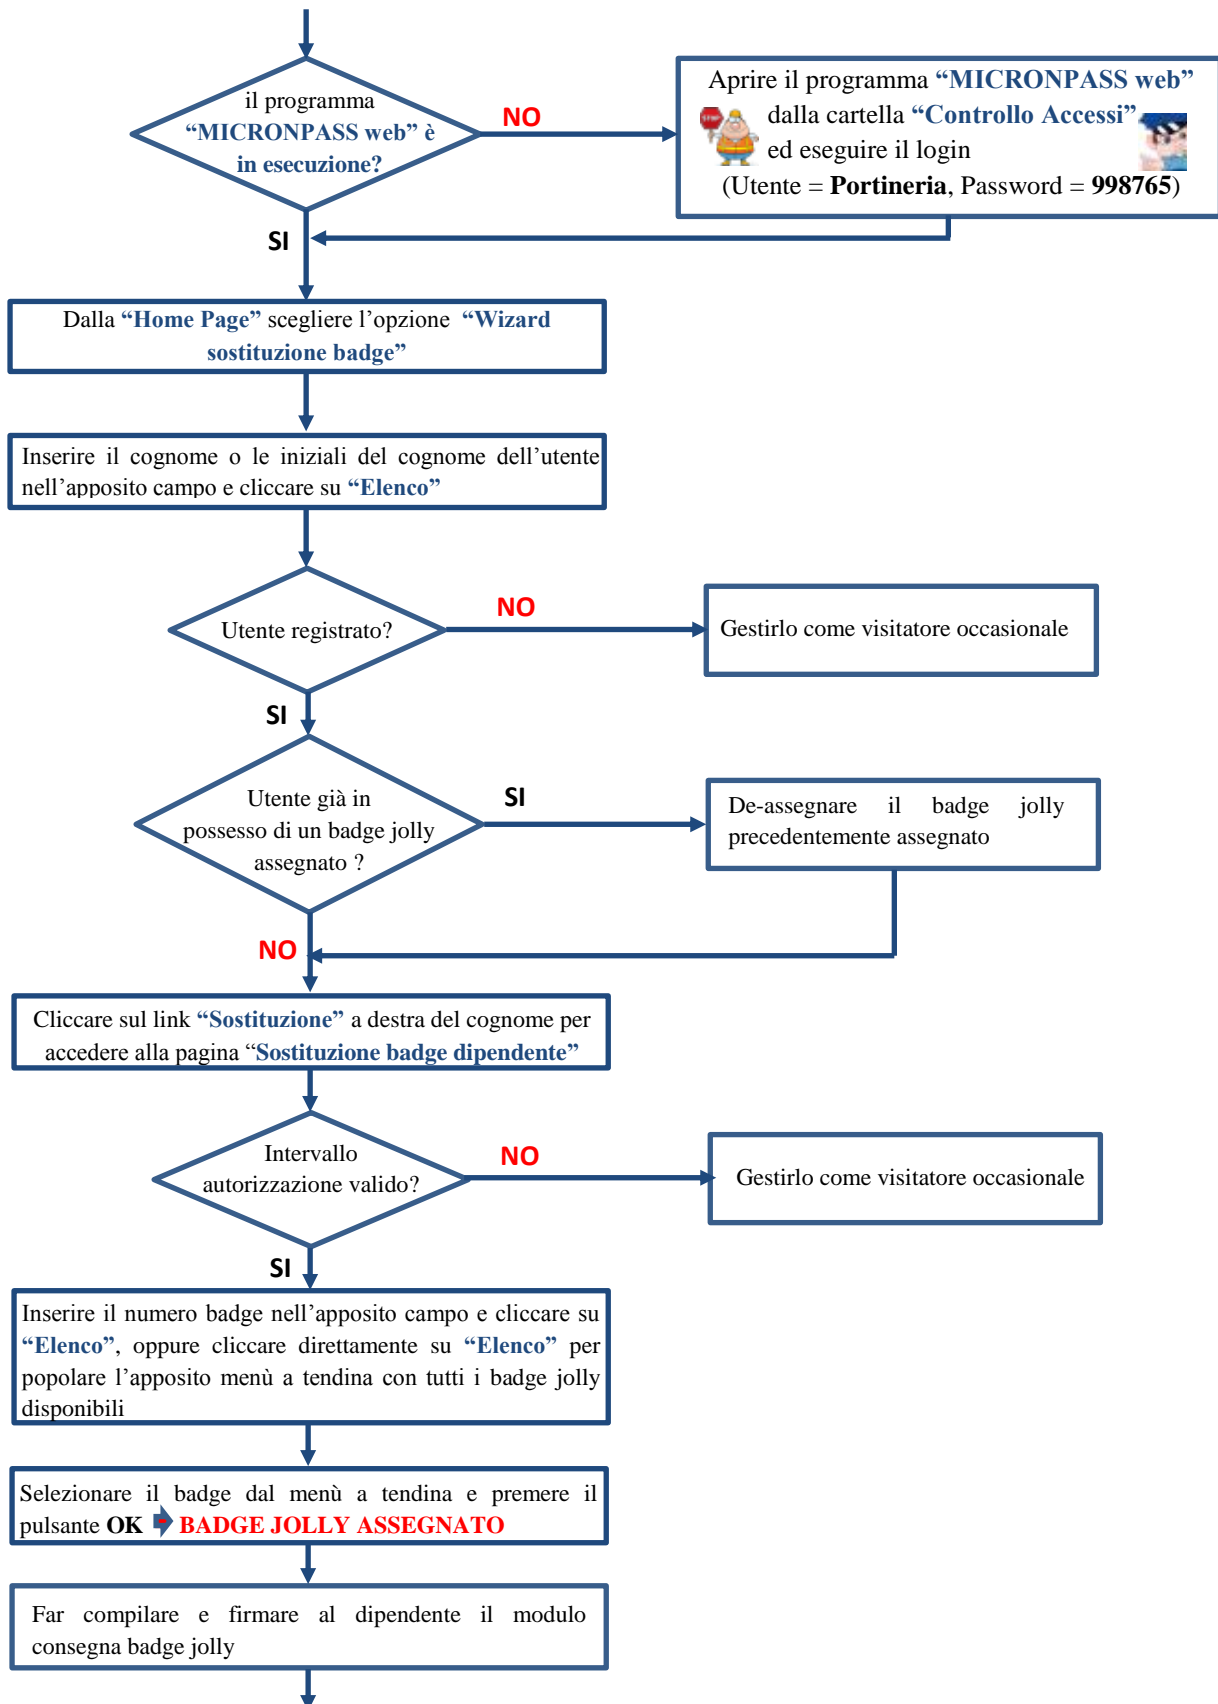 il programma
“MICRONPASS web” è
in esecuzione?
NO
Aprire il programma “MICRONPASS web”
dalla cartella “Controllo Accessi”
ed eseguire il login
(Utente = Portineria, Password = 998765)
SI
Dalla “Home Page” scegliere l’opzione “Wizard
sostituzione badge”
Inserire il cognome o le iniziali del cognome dell’utente
nell’apposito campo e cliccare su “Elenco”
Utente registrato?
NO
Gestirlo come visitatore occasionale
SI
Utente già in
possesso di un badge jolly
assegnato ?
SI
De-assegnare il badge jolly
precedentemente assegnato
NO
Cliccare sul link “Sostituzione” a destra del cognome per
accedere alla pagina “Sostituzione badge dipendente”
Intervallo
autorizzazione valido?
NO
Gestirlo come visitatore occasionale
SI
Inserire il numero badge nell’apposito campo e cliccare su
“Elenco”, oppure cliccare direttamente su “Elenco” per
popolare l’apposito menù a tendina con tutti i badge jolly
disponibili
Selezionare il badge dal menù a tendina e premere il
pulsante OK BADGE JOLLY ASSEGNATO
Far compilare e firmare al dipendente il modulo
consegna badge jolly